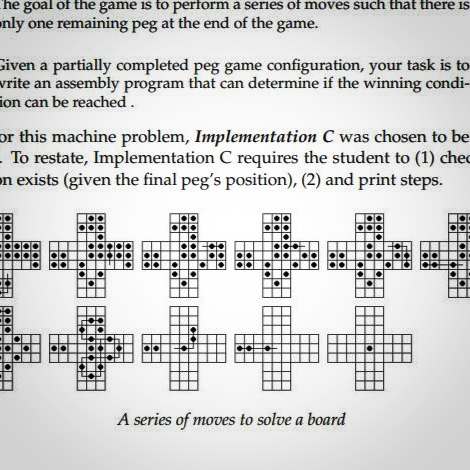 The goal of the game is to perform a series of moves such that there is
only one remaining peg at the end of the game.
Given a partially completed peg game configuration, your task is to
write an assembly program that can determine if the winning condi-
tion can be reached .
or this machine problem, Implementation C was chosen to be
. To restate, Implementation C requires the student to (1) chec
on exists (given the final peg's position), (2) and print steps.
A series of moves to solve a board